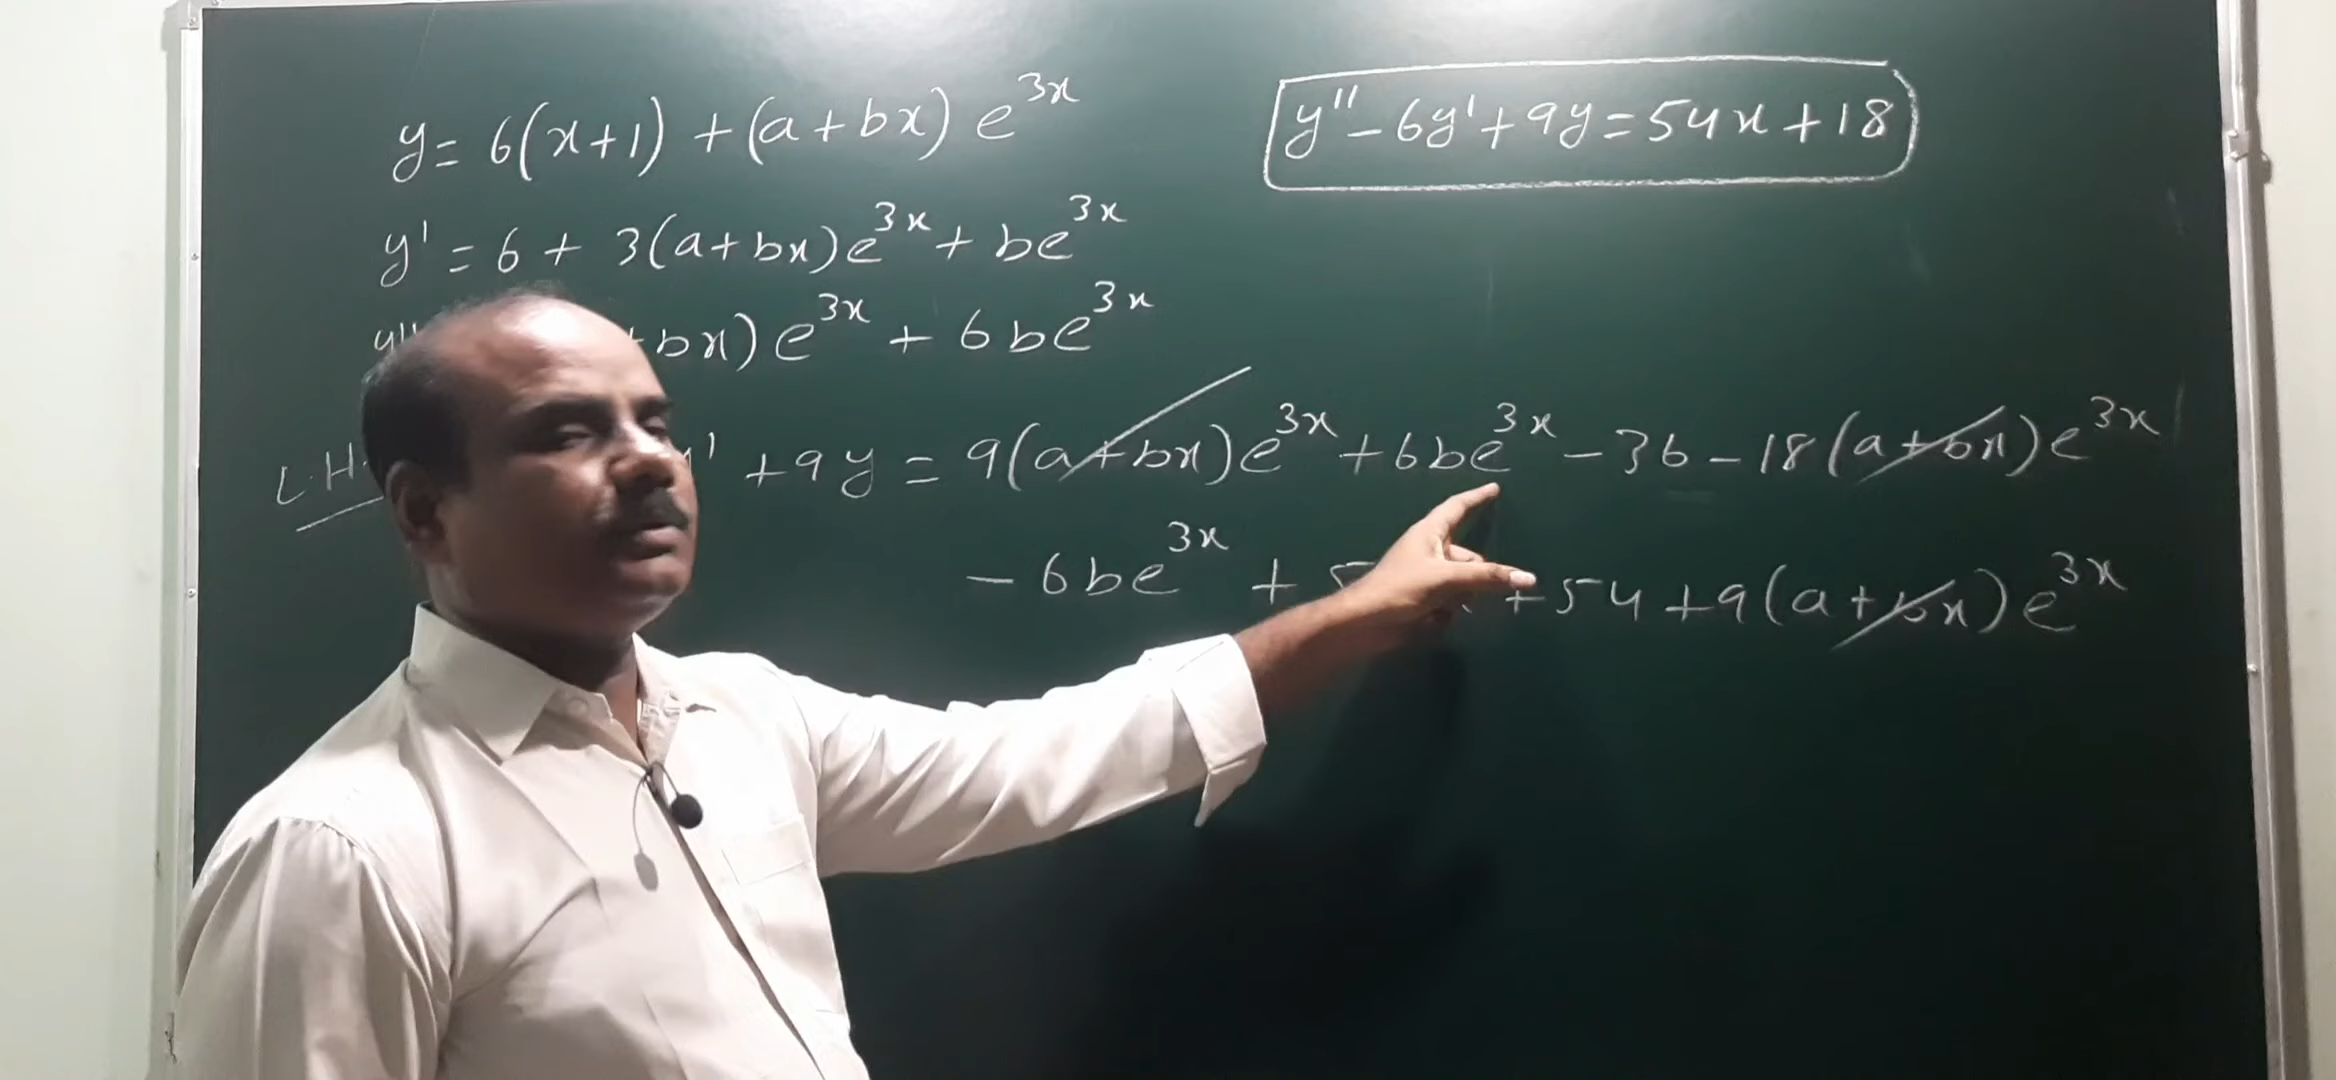 y = 6(x+1) + (a+bx) e^{3x}
y'' - 6y' + 9y = 54x + 18
y' = 6 + 3(a+bx)e^{3x} + be^{3x}
y'' bx) e^{3x} + 6be^{3x}
L.H. ' + 9y = 9(a+bx)e^{3x} + 6be^{3x} - 36 - 18(a+bx)e^{3x}
- 6be^{3x} + 5 + 54 + 9(a+bx)e^{3x}